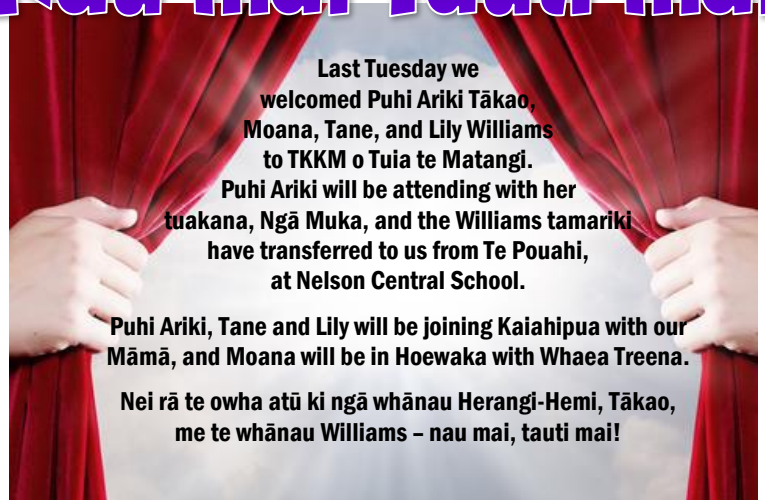 Nau mai Tauti mai
Last Tuesday we
welcomed Puhi Ariki Tākao,
Moana, Tane, and Lily Williams
to TKKM o Tuia te Matangi.
Puhi Ariki will be attending with her
tuakana, Ngā Muka, and the Williams tamariki
have transferred to us from Te Pouahi,
at Nelson Central School.
Puhi Ariki, Tane and Lily will be joining Kaiahipua with our
Māmā, and Moana will be in Hoewaka with Whaea Treena.
Nei rā te owha atū ki ngā whānau Herangi-Hemi, Tākao,
me te whānau Williams – nau mai, tauti mai!